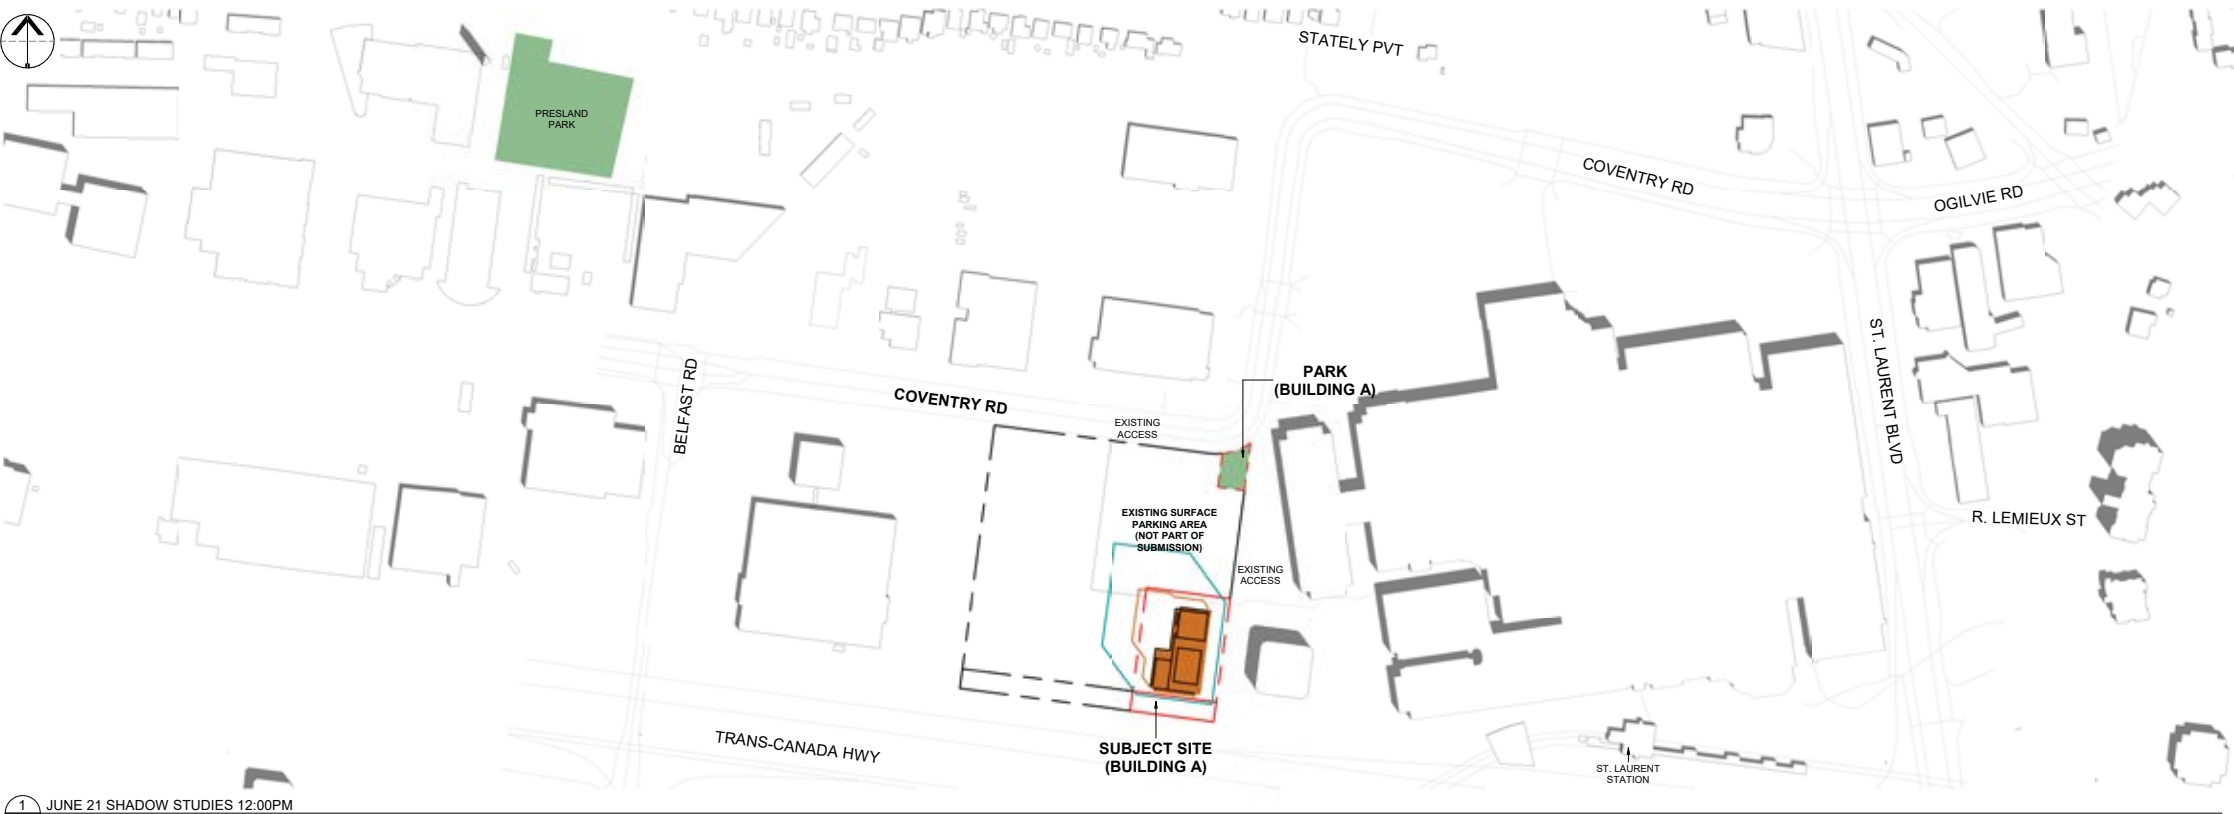 STATELY PVT
PRESLAND
PARK
COVENTRY RD
OGILVIE RD
ST. LAURENT BLVD
BELFAST RD
PARK
(BUILDING A)
COVENTRY RD
EXISTING
ACCESS
EXISTING SURFACE
PARKING AREA
(NOT PART OF
SUBMISSION)
R. LEMIEUX ST
EXISTING
ACCESS
TRANS-CANADA HWY
SUBJECT SITE
(BUILDING A)
ST. LAURENT
STATION
1 JUNE 21 SHADOW STUDIES 12:00PM